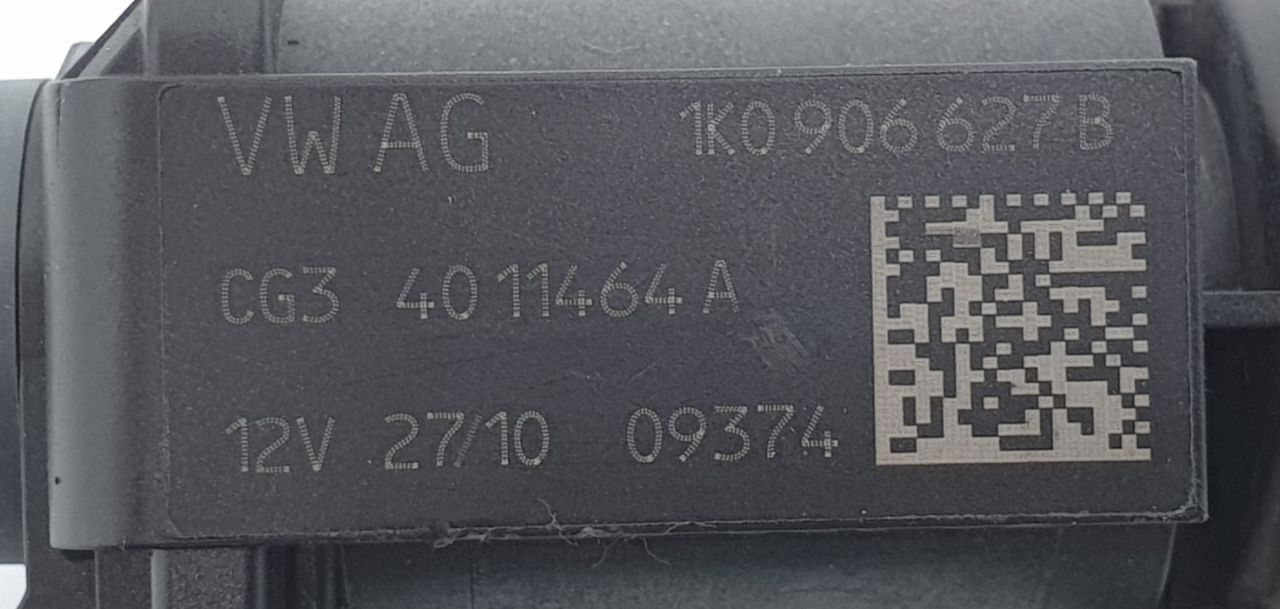 VW AG 1K0 906 627 B
CG3 4011464 A
12V 27/10 09374